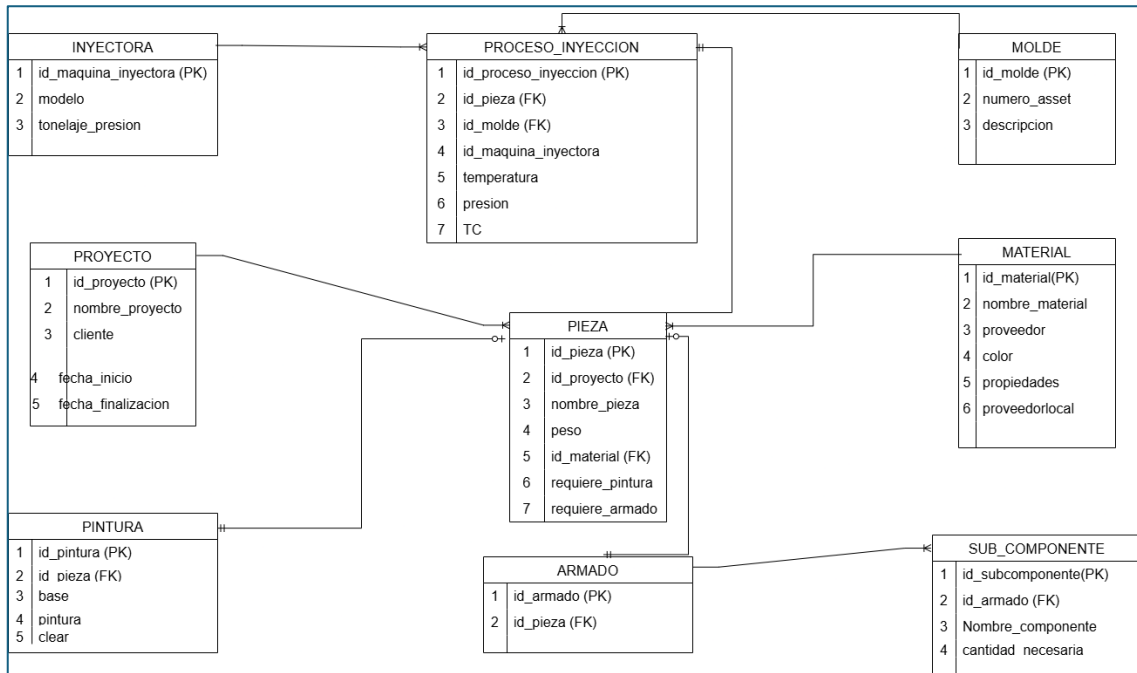 INYECTORA
1 id_maquina_inyectora (PK)
2 modelo
3 tonelaje_presion
PROCESO_INYECCION
1 id_proceso_inyeccion (PK)
2 id_pieza (FK)
3 id_molde (FK)
4 id_maquina_inyectora
5 temperatura
6 presion
7 TC
MOLDE
1 id_molde (PK)
2 numero_asset
3 descripcion
PROYECTO
1 id_proyecto (PK)
2 nombre_proyecto
3 cliente
4 fecha_inicio
5 fecha_finalizacion
PIEZA
1 id_pieza (PK)
2 id_proyecto (FK)
3 nombre_pieza
4 peso
5 id_material (FK)
6 requiere_pintura
7 requiere_armado
MATERIAL
1 id_material(PK)
2 nombre_material
3 proveedor
4 color
5 propiedades
6 proveedorlocal
PINTURA
1 id_pintura (PK)
2 id_pieza (FK)
3 base
4 pintura
5 clear
ARMADO
1 id_armado (PK)
2 id_pieza (FK)
SUB_COMPONENTE
1 id_subcomponente(PK)
2 id_armado (FK)
3 Nombre_componente
4 cantidad_necesaria